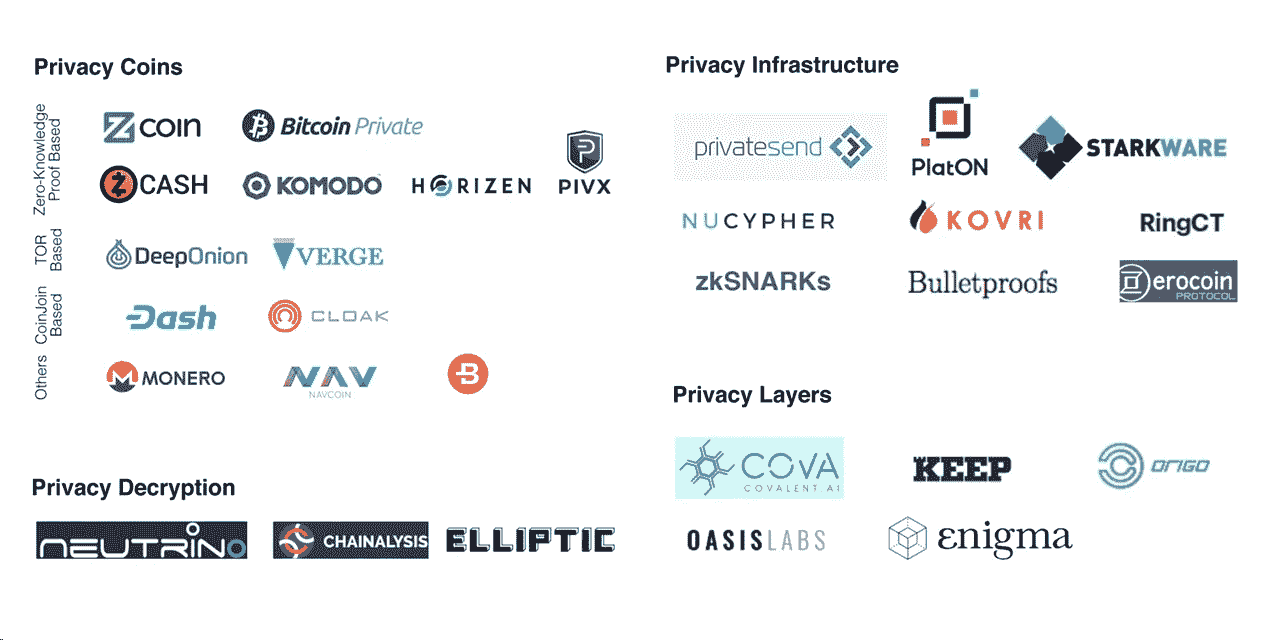 Privacy Coins
Zero-Knowledge
Proof Based
ZCOIN
Bitcoin Private
ZCASH
KOMODO
HORIZEN
PIVX
TOR
Based
DeepOnion
VERGE
CoinJoin
Based
Dash
CLOAK
Others
MONERO
NAV
NAVCOIN
Privacy Decryption
NEUTRINO
CHAINALYSIS
ELLIPTIC
Privacy Infrastructure
privatesend
PlatON
STARKWARE
NUCYPHER
KOVRI
RingCT
zkSNARKs
Bulletproofs
Zerocoin
PROTOCOL
Privacy Layers
COVA
COVALENT AI
KEEP
ORIGO
OASISLABS
enigma